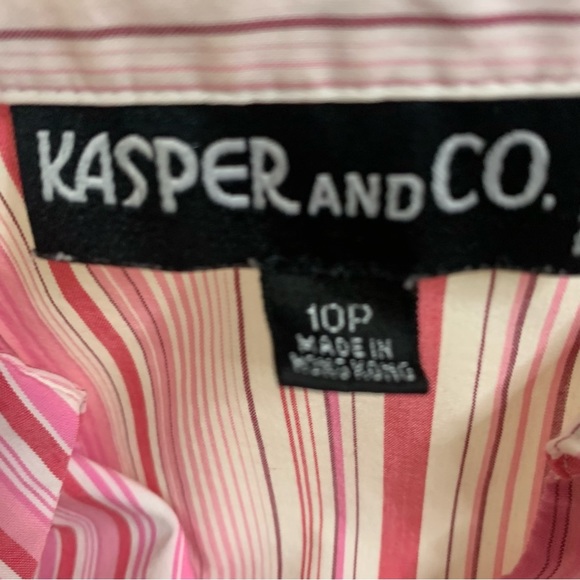 KASPER AND CO.
10P
MADE IN
HONG KONG